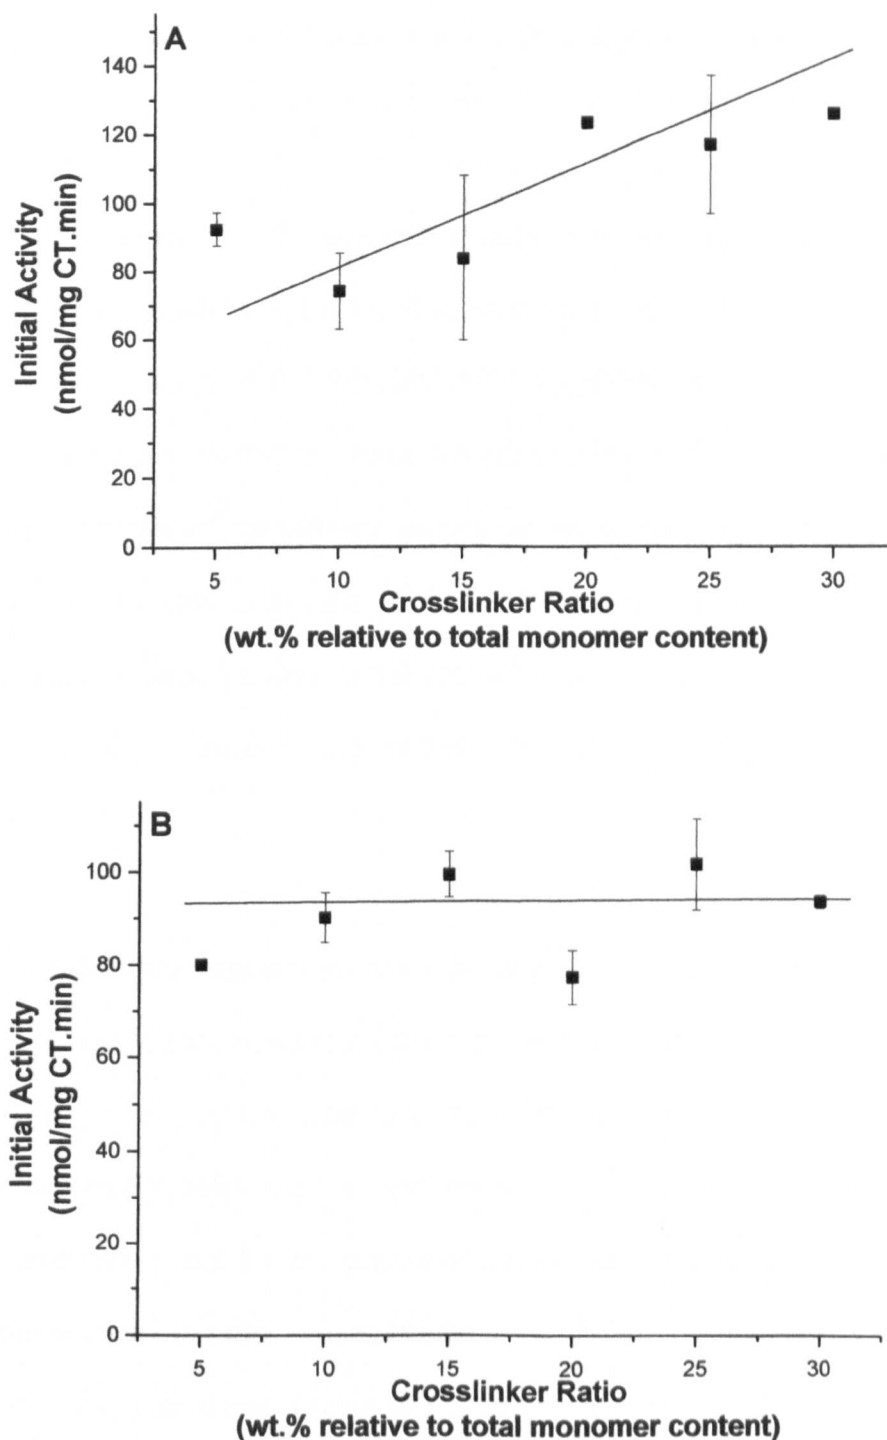 A
140
120
100
80
60
40
20
0
Initial Activity
(nmol/mg CT.min)
5 10 15 20 25 30
Crosslinker Ratio
(wt.% relative to total monomer content)
B
100
80
60
40
20
0
Initial Activity
(nmol/mg CT.min)
5 10 15 20 25 30
Crosslinker Ratio
(wt.% relative to total monomer content)